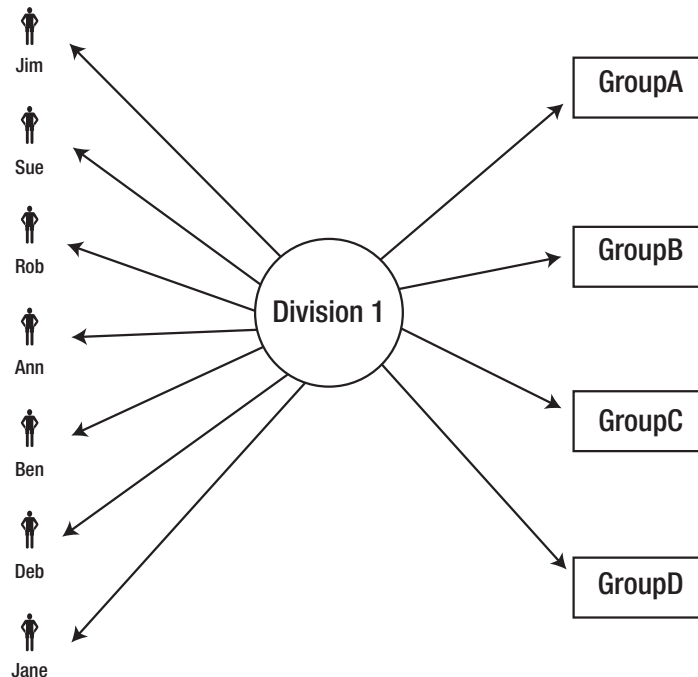 Jim
Sue
Rob
Ann
Ben
Deb
Jane
Division 1
GroupA
GroupB
GroupC
GroupD